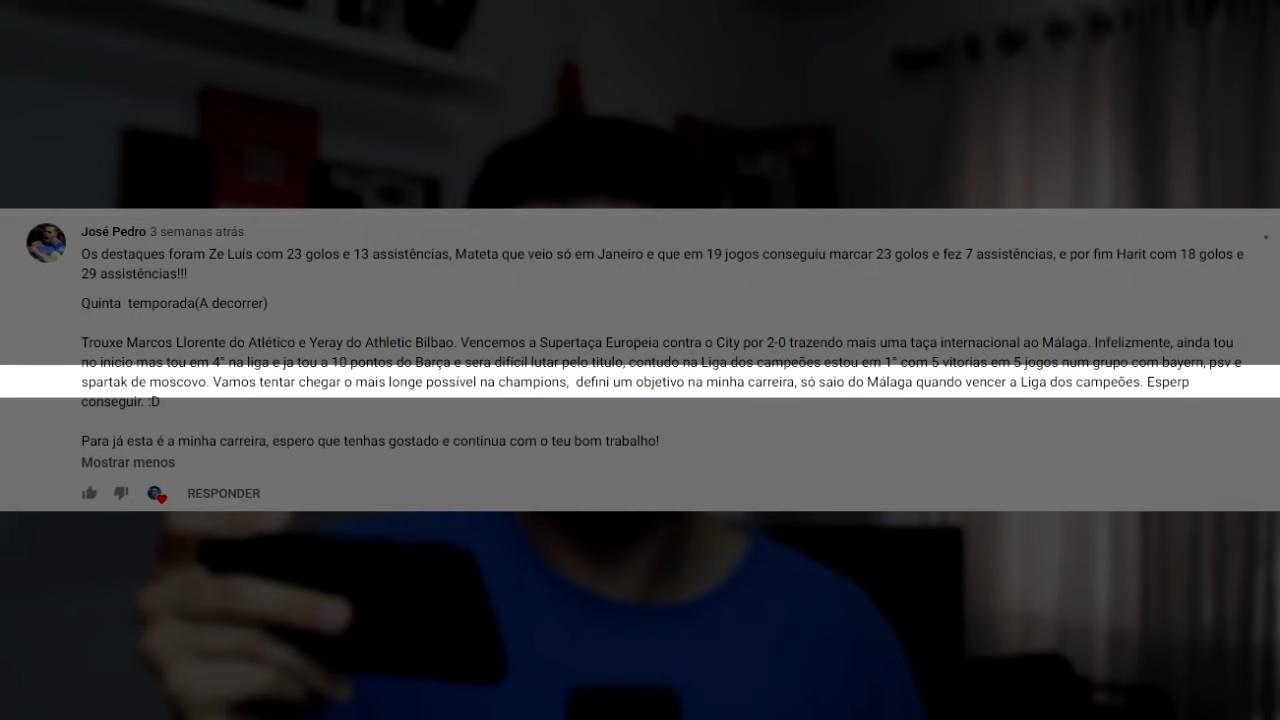 José Pedro 3 semanas atrás
Os destaques foram Ze Luís com 23 golos e 13 assistências, Mateta que veio só em Janeiro e que em 19 jogos conseguiu marcar 23 golos e fez 7 assistências, e por fim Harit com 18 golos e
29 assistências!!!
Quinta  temporada(A decorrer)
Trouxe Marcos Llorente do Atlético e Yeray do Athletic Bilbao. Vencemos a Supertaça Europeia contra o City por 2-0 trazendo mais uma taça internacional ao Málaga. Infelizmente, ainda tou
no inicio mas tou em 4° na liga e ja tou a 10 pontos do Barça e sera difícil lutar pelo titulo, contudo na Liga dos campeões estou em 1° com 5 vitorias em 5 jogos num grupo com bayern, psv e
spartak de moscovo. Vamos tentar chegar o mais longe possível na champions,  defini um objetivo na minha carreira, só saio do Málaga quando vencer a Liga dos campeões. Esperp
conseguir. :D
Para já esta é a minha carreira, espero que tenhas gostado e continua com o teu bom trabalho!
Mostrar menos
RESPONDER